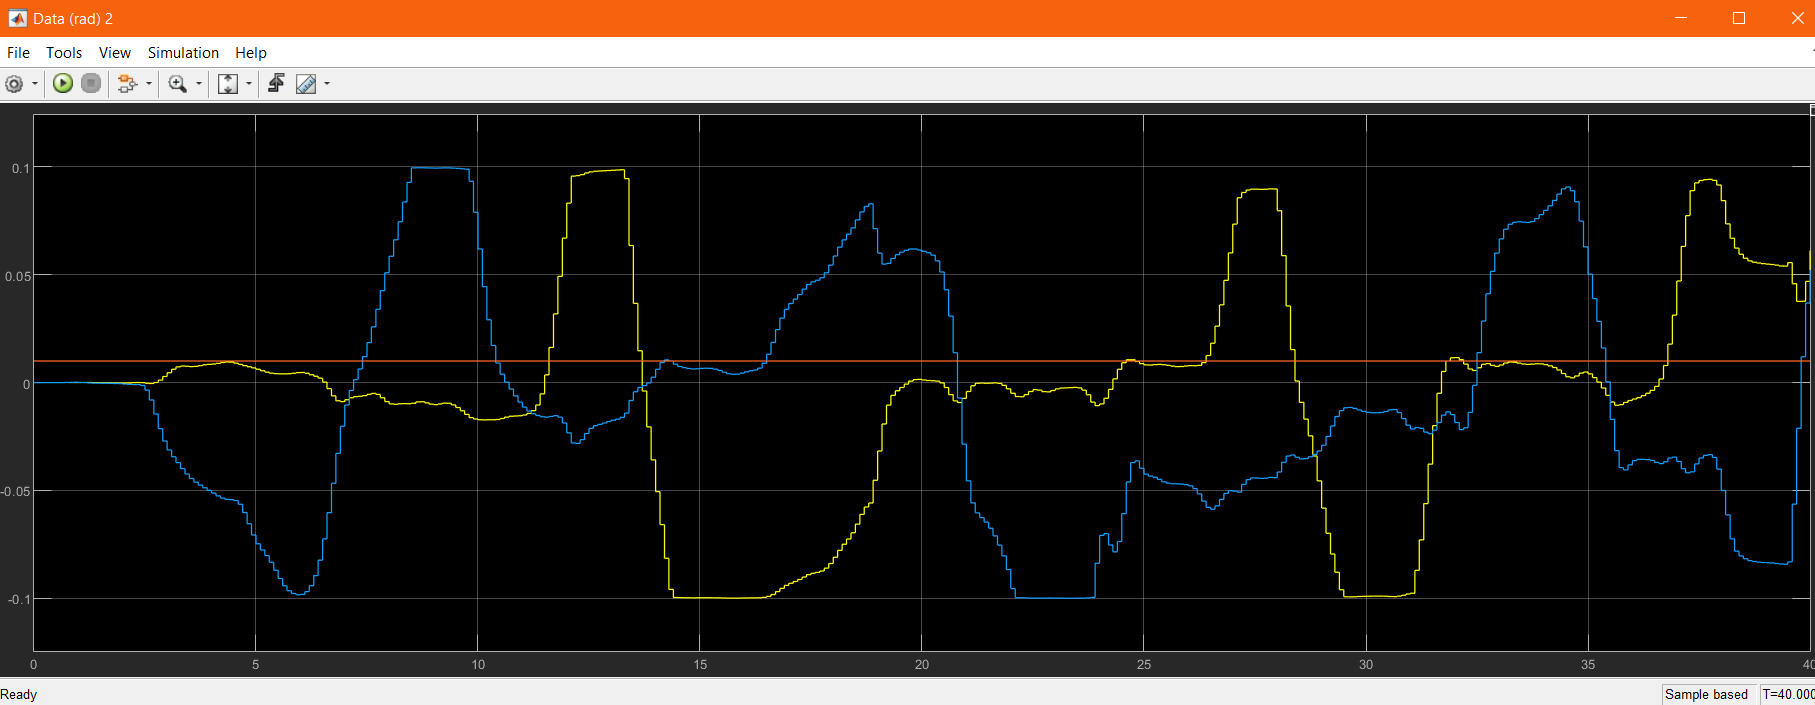 Data (rad) 2
File Tools View Simulation Help
0.1
0.05
0
-0.05
-0.1
0 5 10 15 20 25 30 35 40
Ready Sample based T=40.000